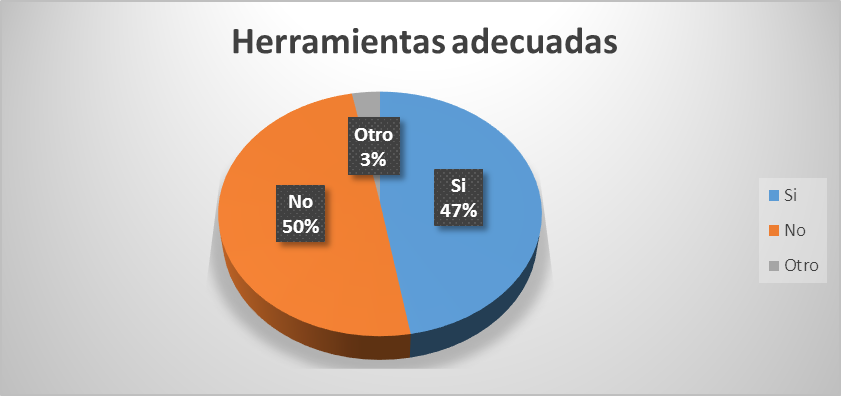 Herramientas adecuadas
Otro
3%
Si
47%
No
50%
Si
No
Otro